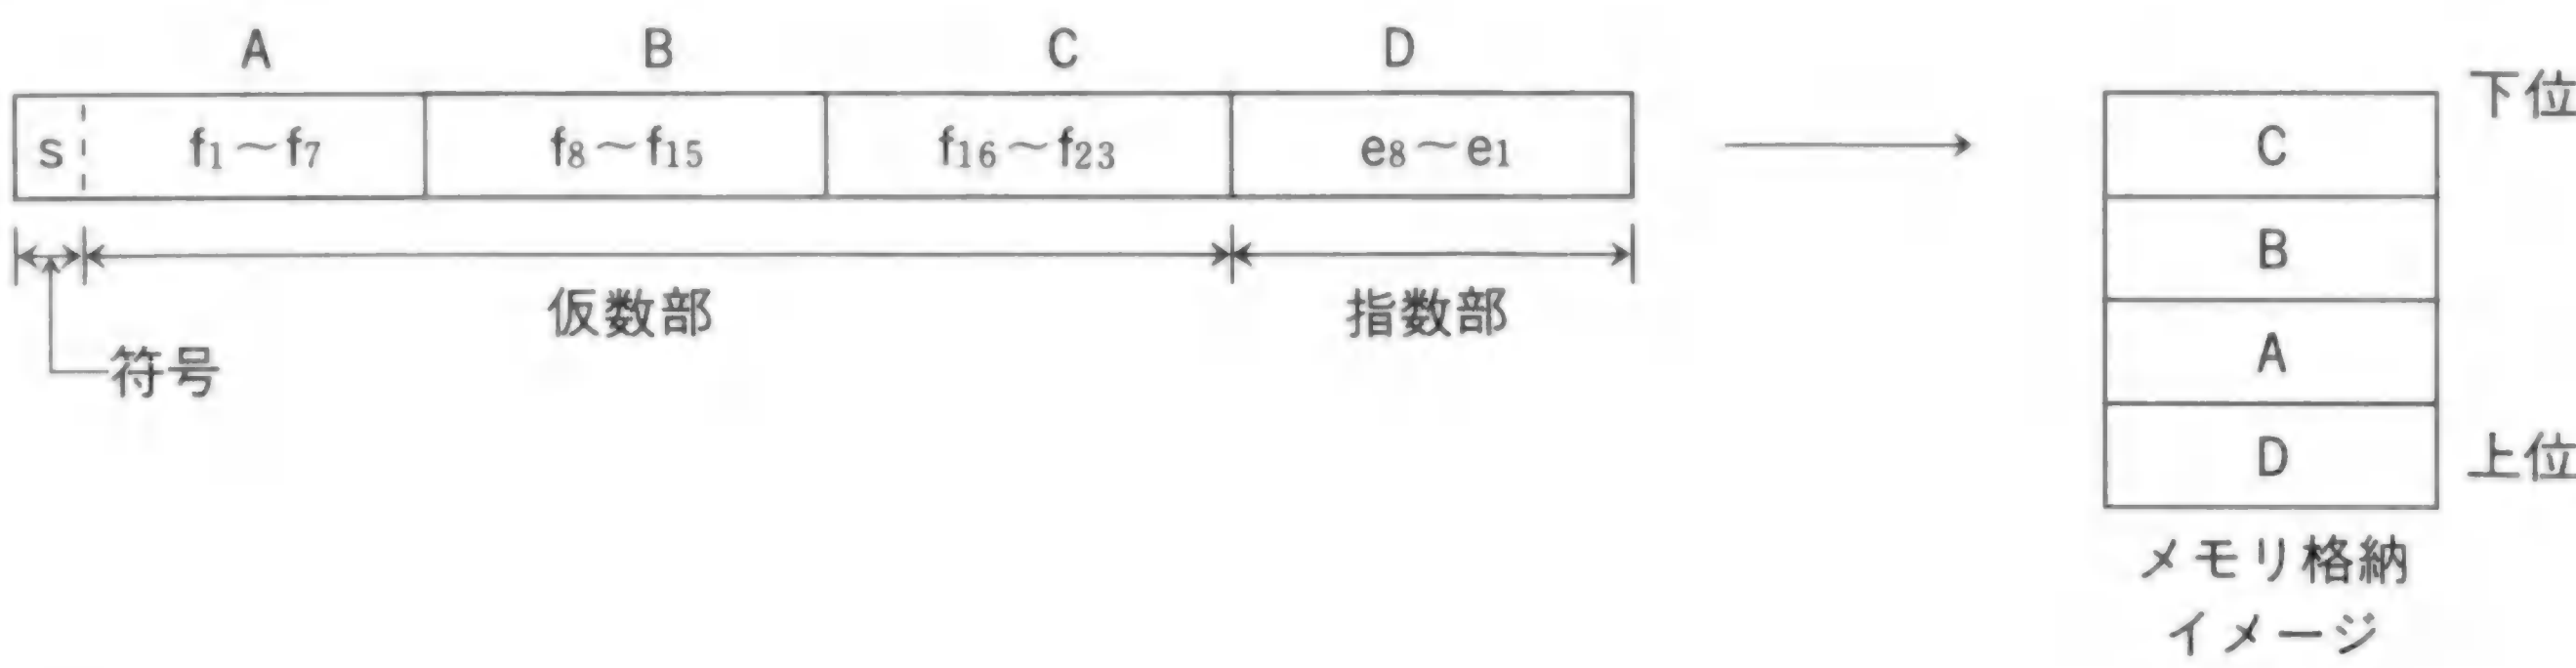 A B C D
s f₁～f₇ f₈～f₁₅ f₁₆～f₂₃ e₈～e₁
仮数部 指数部
符号
下位
C
B
A
D
上位
メモリ格納
イメージ